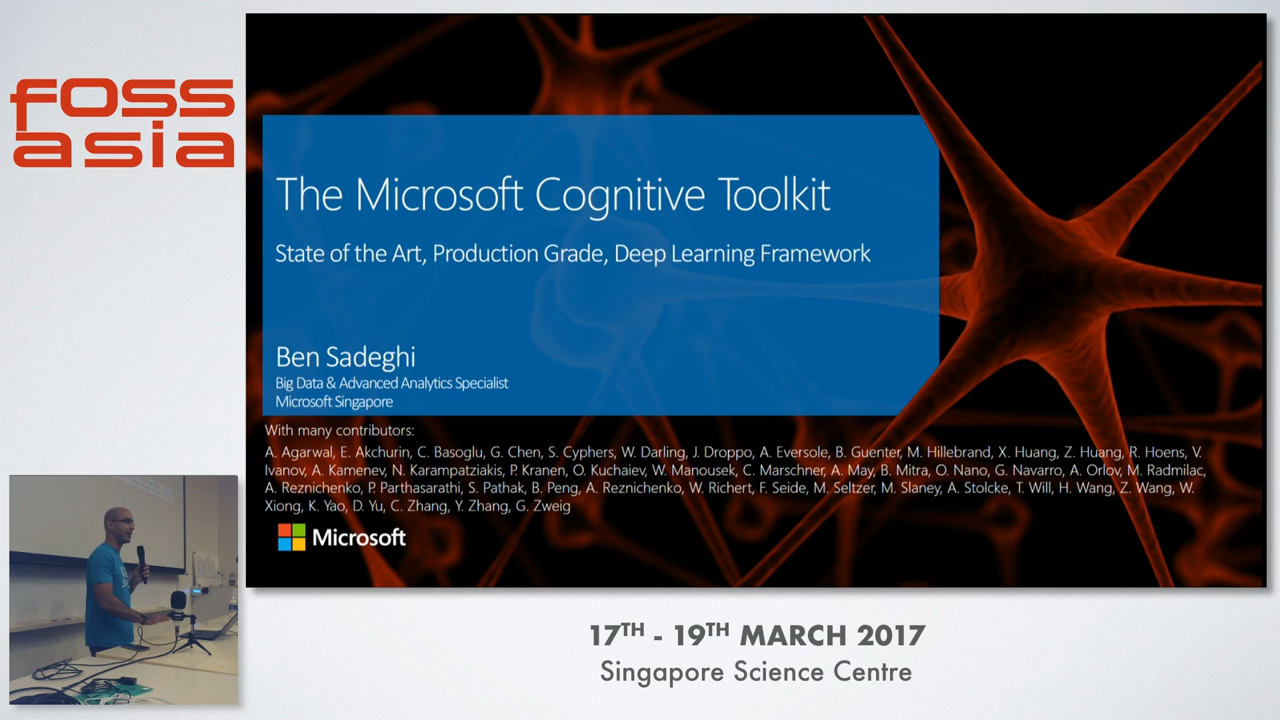 foss
asia
The Microsoft Cognitive Toolkit
State of the Art, Production Grade, Deep Learning Framework
Ben Sadeghi
Big Data & Advanced Analytics Specialist
Microsoft Singapore
With many contributors:
A. Agarwal, E. Akchurin, C. Basoglu, G. Chen, S. Cyphers, W. Darling, J. Droppo, A. Eversole, B. Guenter, M. Hillebrand, X. Huang, Z. Huang, R. Hoens, V.
Ivanov, A. Kamenev, N. Karampatziakis, P. Kranen, O. Kuchaiev, W. Manousek, C. Marschner, A. May, B. Mitra, O. Nano, G. Navarro, A. Orlov, M. Radmilac,
A. Reznichenko, P. Parthasarathi, S. Pathak, B. Peng, A. Reznichenko, W. Richert, F. Seide, M. Seltzer, M. Slaney, A. Stolcke, T. Will, H. Wang, Z. Wang, W.
Xiong, K. Yao, D. Yu, C. Zhang, Y. Zhang, G. Zweig
Microsoft
17TH - 19TH MARCH 2017
Singapore Science Centre